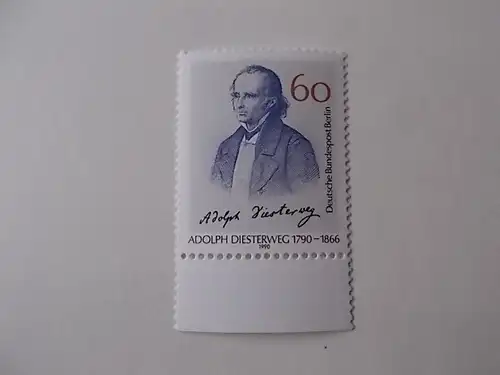 60
Deutsche Bundespost Berlin
Adolph Diesterweg
ADOLPH DIESTERWEG 1790–1866
1990